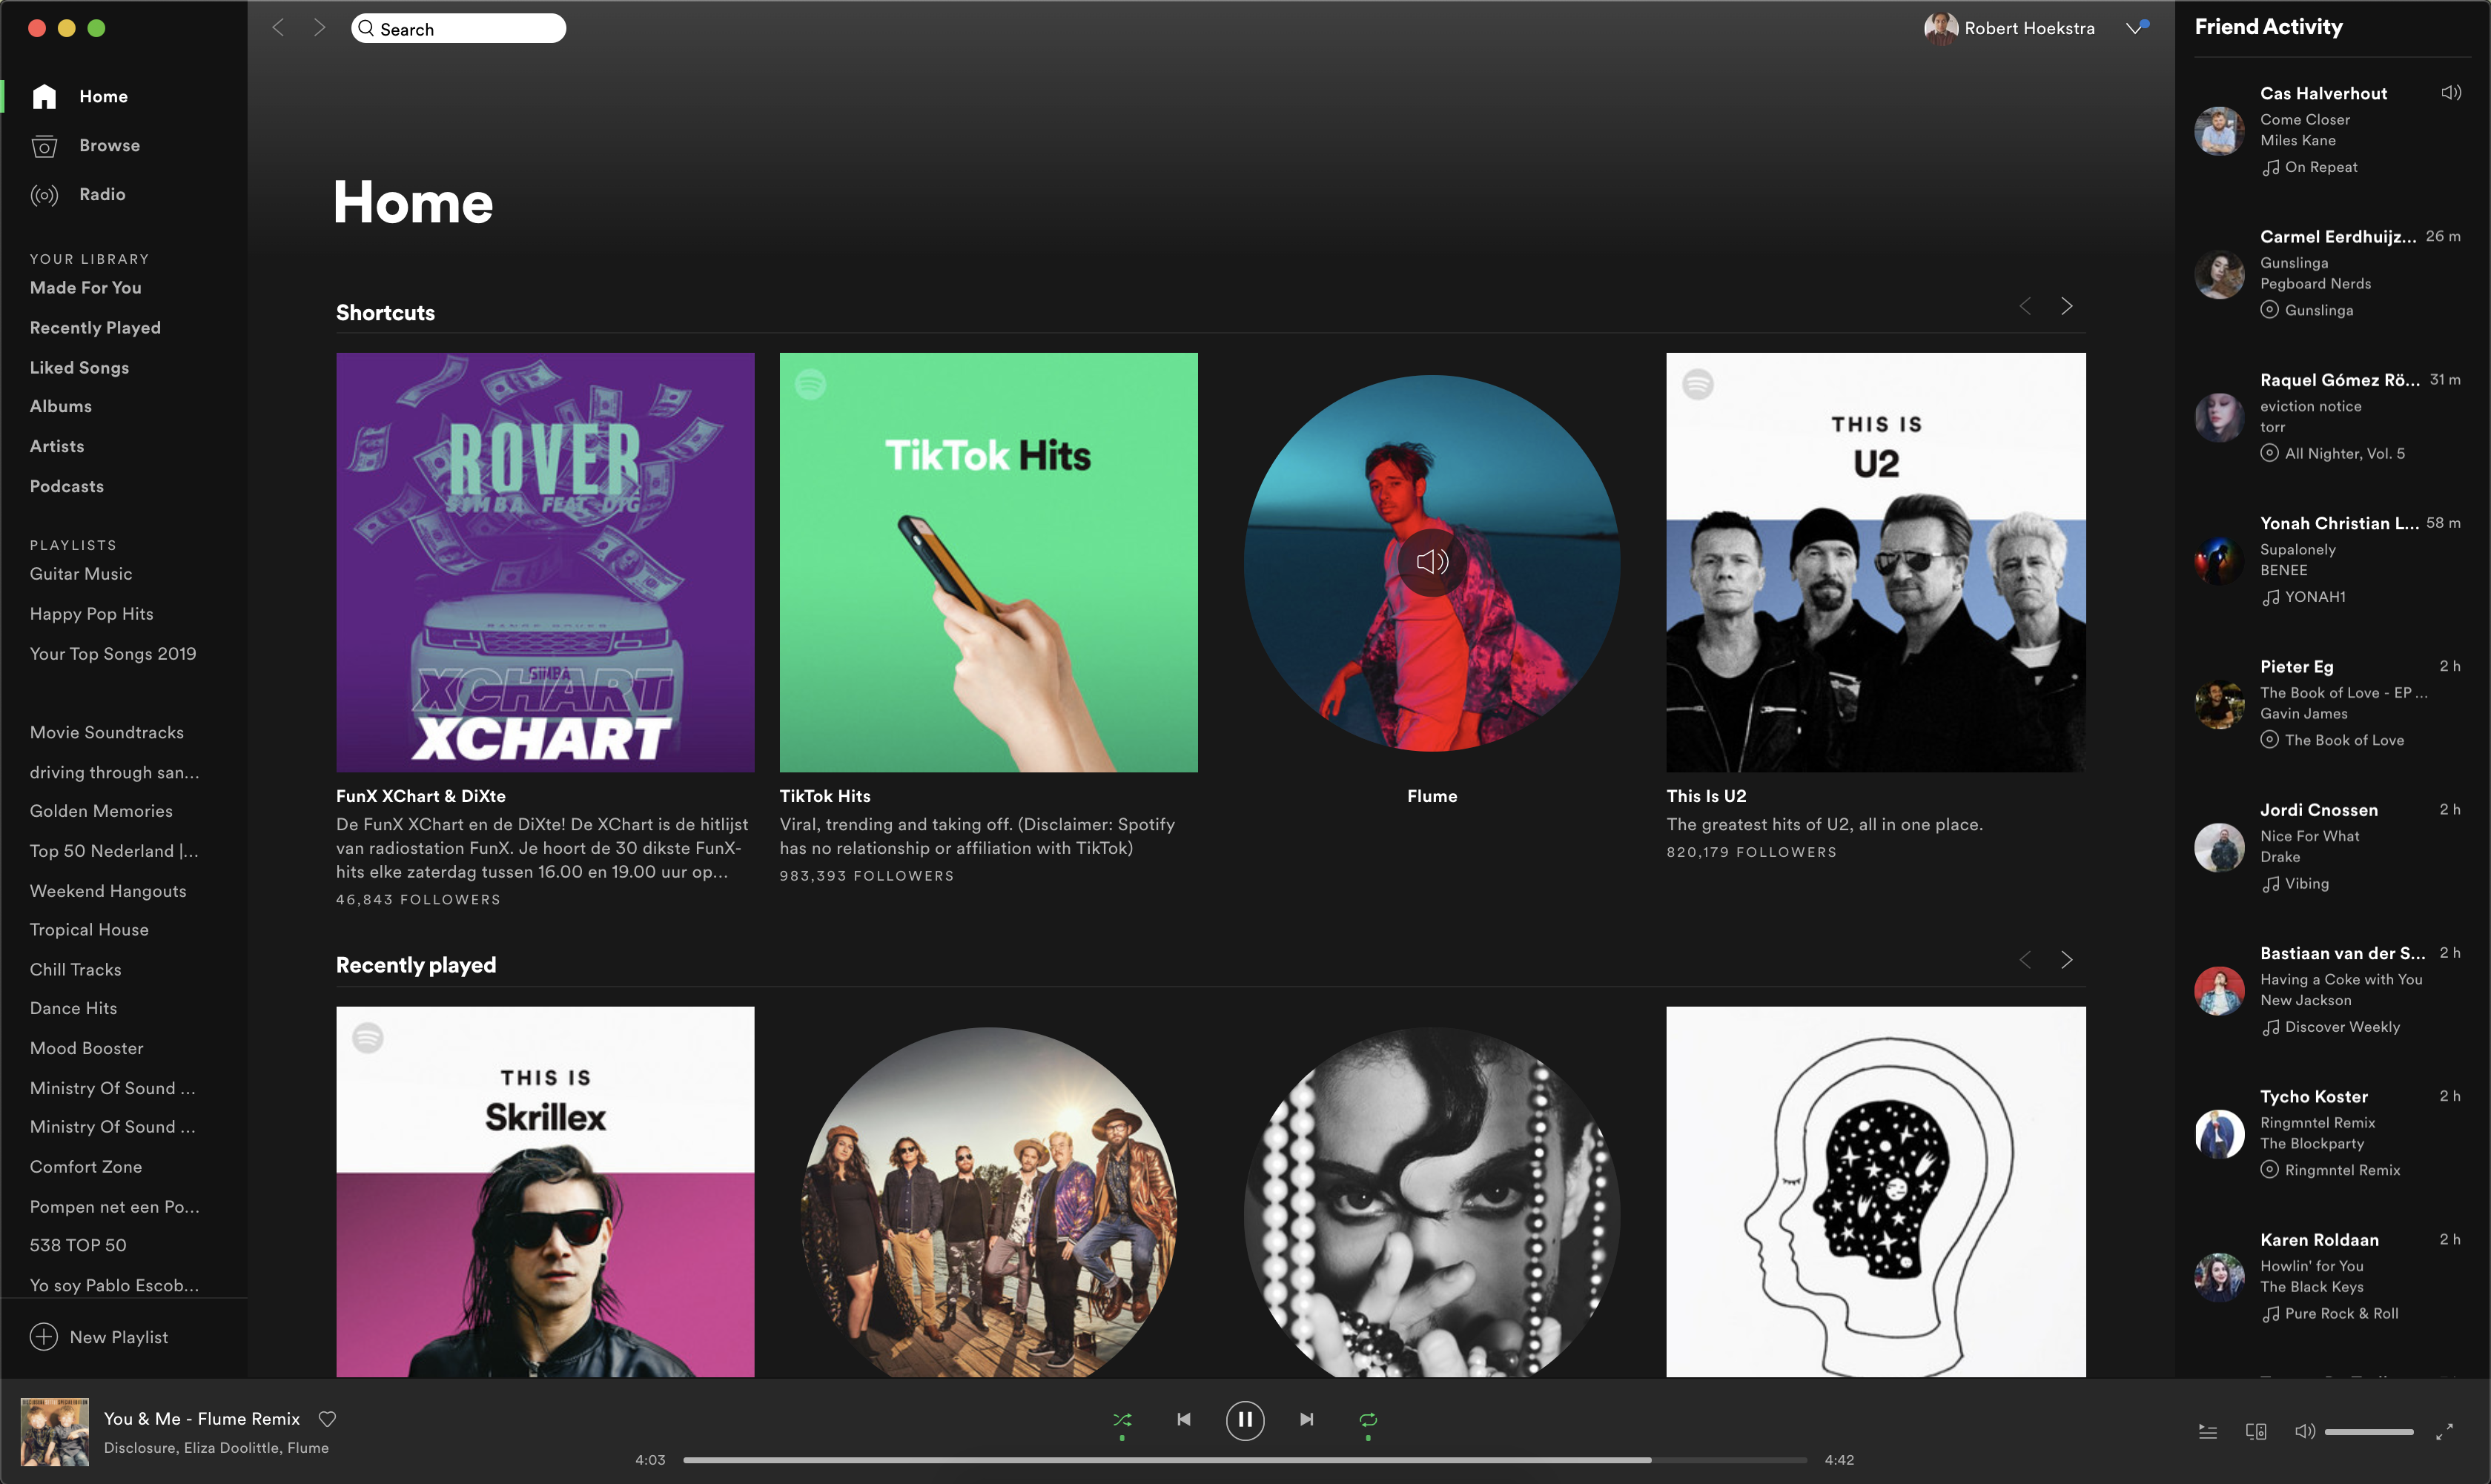 Search
Robert Hoekstra
Home
Browse
Radio
YOUR LIBRARY
Made For You
Recently Played
Liked Songs
Albums
Artists
Podcasts
PLAYLISTS
Guitar Music
Happy Pop Hits
Your Top Songs 2019
Movie Soundtracks
driving through san...
Golden Memories
Top 50 Nederland |...
Weekend Hangouts
Tropical House
Chill Tracks
Dance Hits
Mood Booster
Ministry Of Sound ...
Ministry Of Sound ...
Comfort Zone
Pompen net een Po...
538 TOP 50
Yo soy Pablo Escob...
New Playlist
Home
Shortcuts
ROVER
SIMBA FEAT. DTG
RANGE ROVER
SIMBA
XCHART
XCHART
FunX XChart & DiXte
De FunX XChart en de DiXte! De XChart is de hitlijst
van radiostation FunX. Je hoort de 30 dikste FunX-
hits elke zaterdag tussen 16.00 en 19.00 uur op...
46,843 FOLLOWERS
TikTok Hits
TikTok Hits
Viral, trending and taking off. (Disclaimer: Spotify
has no relationship or affiliation with TikTok)
983,393 FOLLOWERS
Flume
THIS IS
U2
This Is U2
The greatest hits of U2, all in one place.
820,179 FOLLOWERS
Recently played
THIS IS
Skrillex
Friend Activity
Cas Halverhout
Come Closer
Miles Kane
On Repeat
Carmel Eerdhuijz... 26 m
Gunslinga
Pegboard Nerds
Gunslinga
Raquel Gómez Rö... 31 m
eviction notice
torr
All Nighter, Vol. 5
Yonah Christian L... 58 m
Supalonely
BENEE
YONAH1
Pieter Eg 2 h
The Book of Love - EP ...
Gavin James
The Book of Love
Jordi Cnossen 2 h
Nice For What
Drake
Vibing
Bastiaan van der S... 2 h
Having a Coke with You
New Jackson
Discover Weekly
Tycho Koster 2 h
Ringmntel Remix
The Blockparty
Ringmntel Remix
Karen Roldaan 2 h
Howlin' for You
The Black Keys
Pure Rock & Roll
You & Me - Flume Remix
Disclosure, Eliza Doolittle, Flume
4:03
4:42